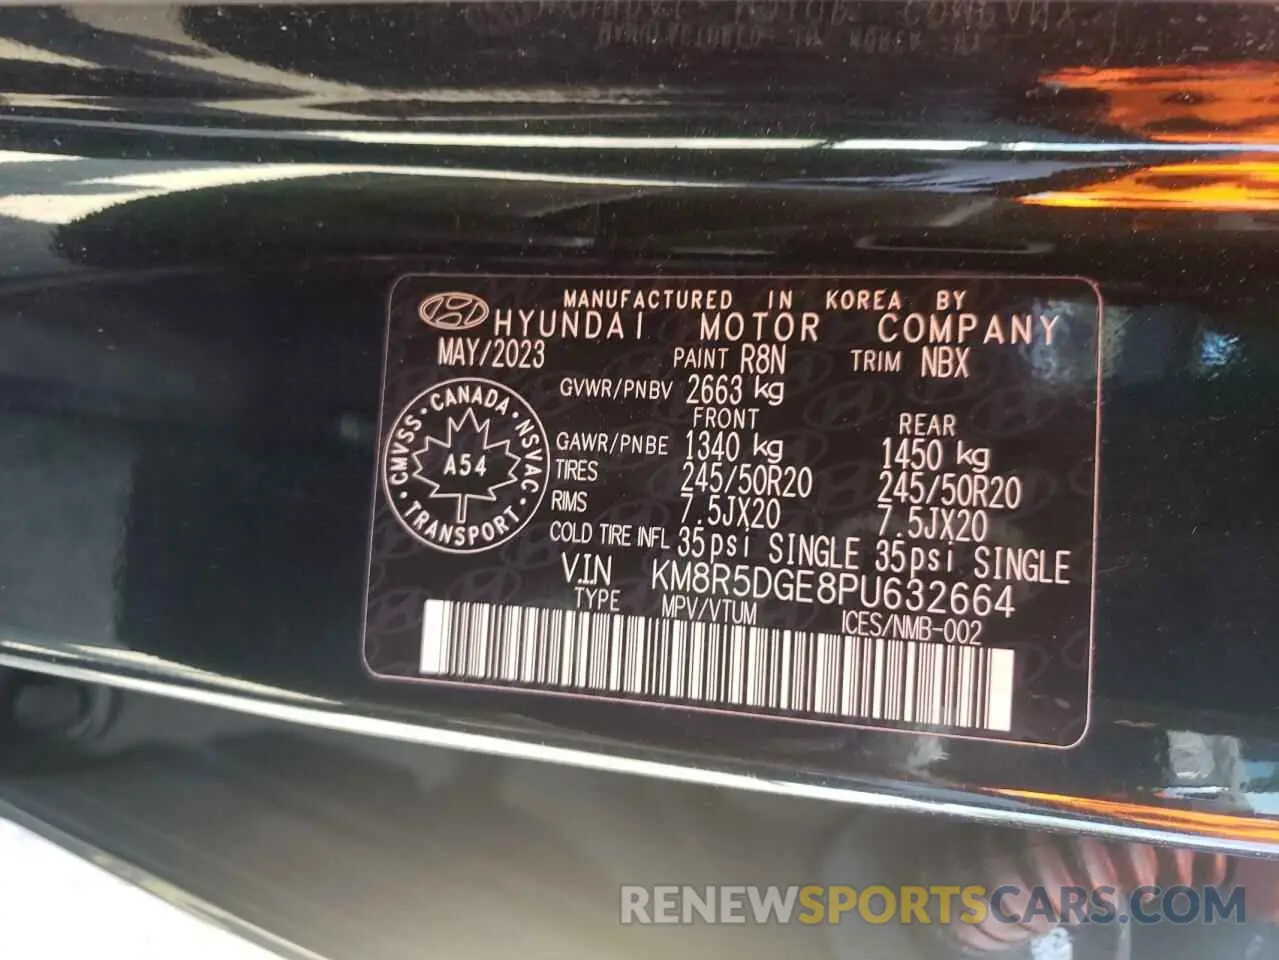 MANUFACTURED IN KOREA BY
HYUNDAI MOTOR COMPANY
MAY/2023 PAINT R8N TRIM NBX
GVWR/PNBV 2663 kg
FRONT REAR
GAWR/PNBE 1340 kg 1450 kg
TIRES 245/50R20 245/50R20
RIMS 7.5JX20 7.5JX20
COLD TIRE INFL 35psi SINGLE 35psi SINGLE
VIN KM8R5DGE8PU632664
TYPE MPV/VTUM ICES/NMB-002
CMVSS · CANADA · NSVAC · TRANSPORT ·
A54
RENEWSPORTSCARS.COM